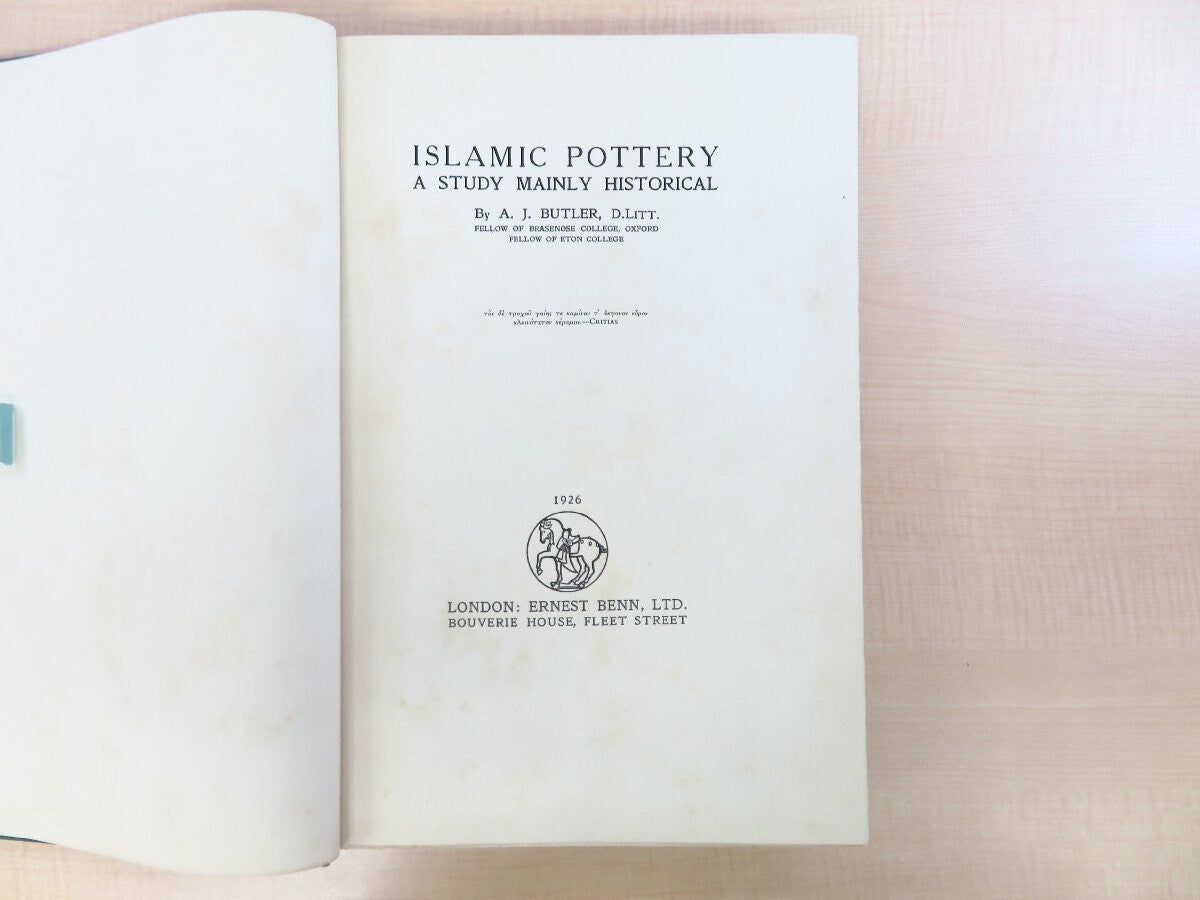 ISLAMIC POTTERY
A STUDY MAINLY HISTORICAL
By A. J. BUTLER, D.LITT.
FELLOW OF BRASENOSE COLLEGE, OXFORD
FELLOW OF ETON COLLEGE
τὸν δὲ τροχοῦ γαίης τε καμίνου τ' ἔκγονον εὗρεν
κλεινότατον κέραμον.—CRITIAS
1926
LONDON: ERNEST BENN, LTD.
BOUVERIE HOUSE, FLEET STREET